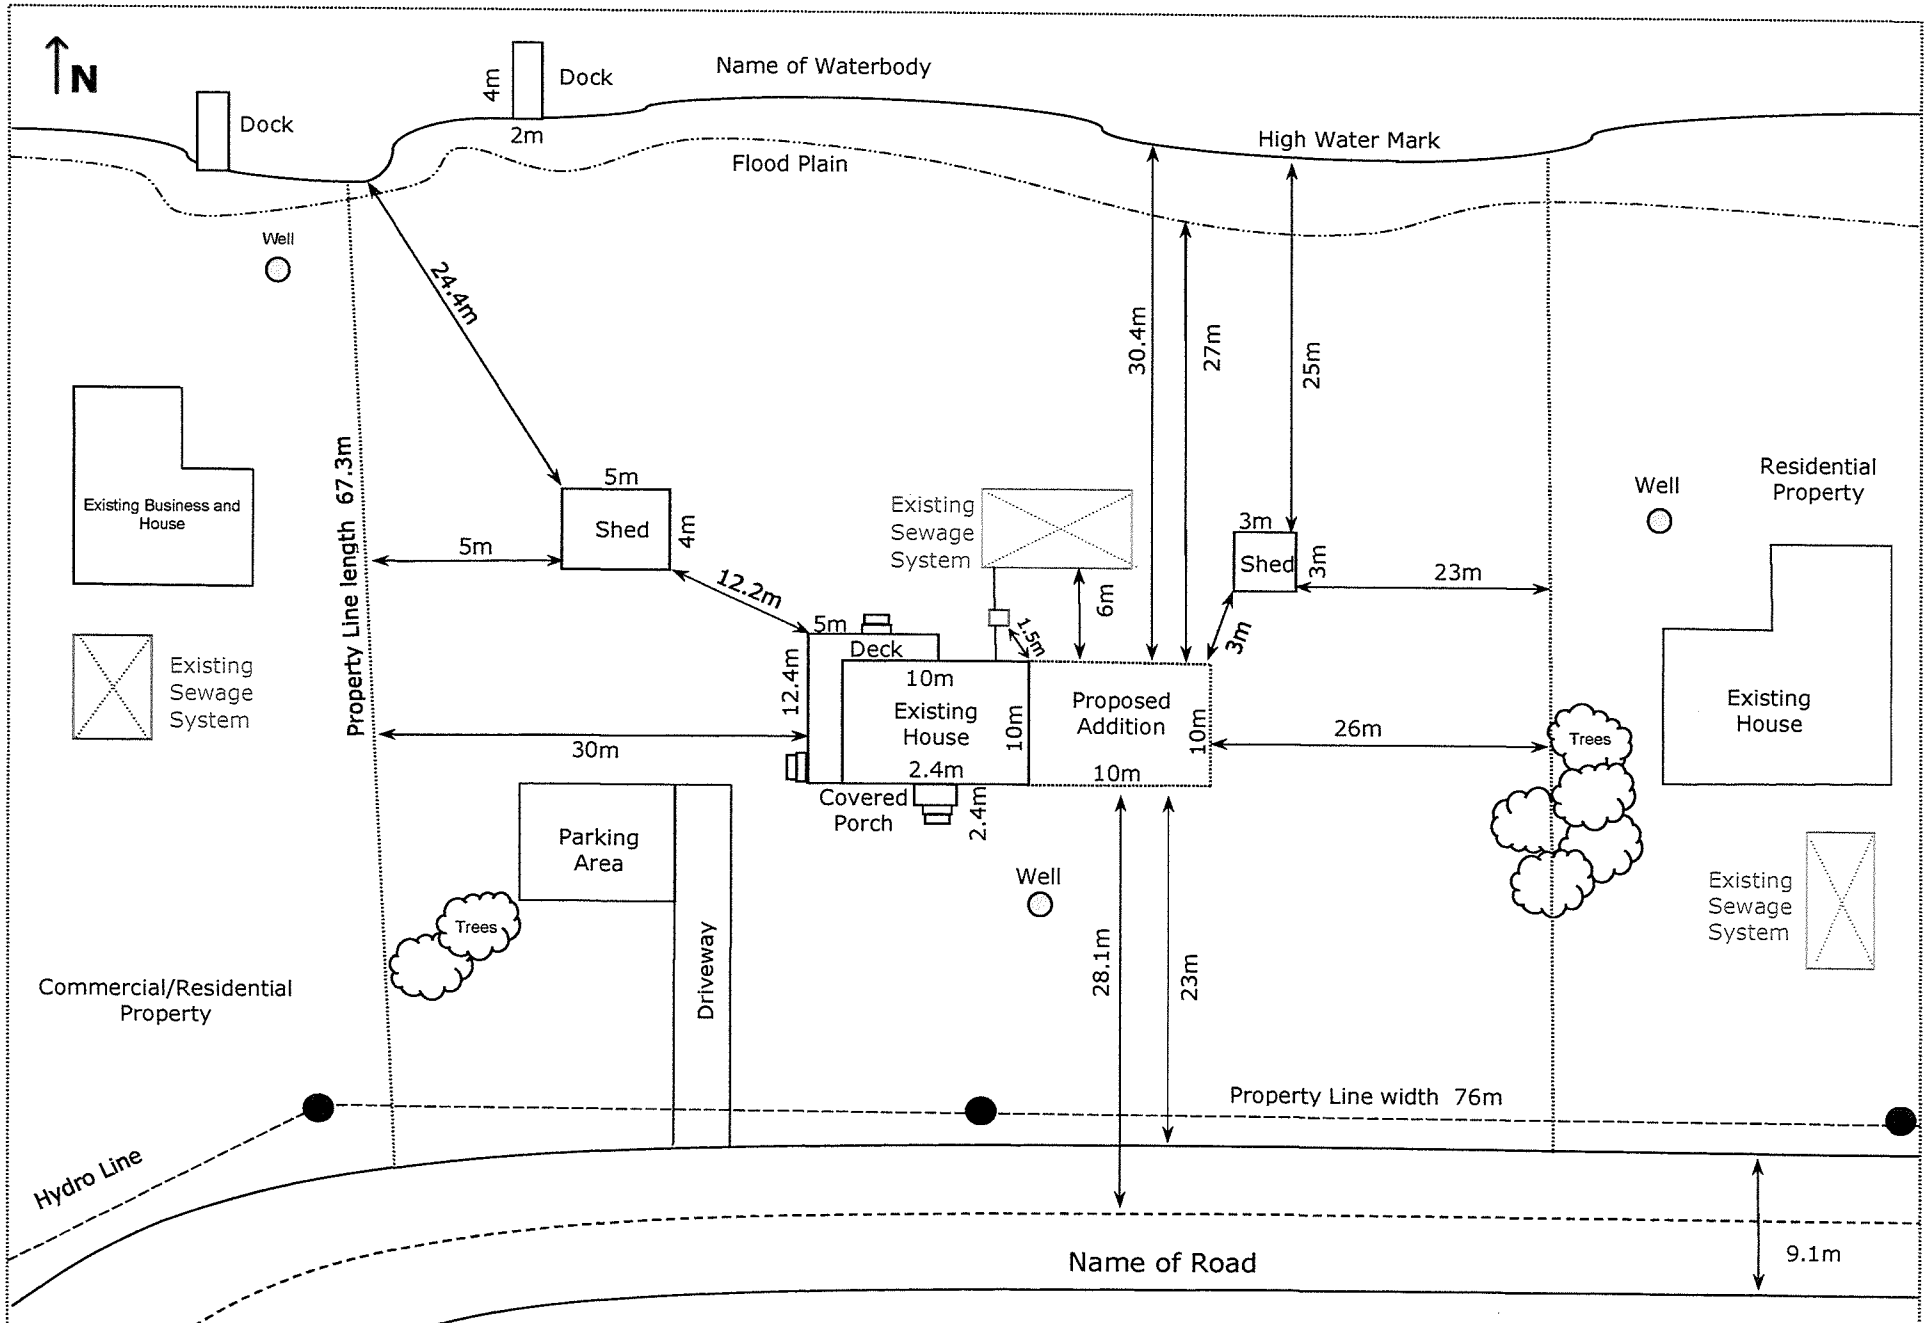 N
Dock
4m
Dock
2m
Name of Waterbody
High Water Mark
Flood Plain
Well
24.4m
30.4m
27m
25m
Existing Business and
House
Property Line length 67.3m
5m
Shed
4m
5m
12.2m
Existing
Sewage
System
6m
1.5m
3m
Shed
3m
23m
3m
Well
Residential
Property
Existing
Sewage
System
5m
Deck
12.4m
10m
Existing
House
10m
2.4m
Proposed
Addition
10m
10m
30m
26m
Trees
Existing
House
Covered
Porch
2.4m
Parking
Area
Trees
Driveway
Well
28.1m
23m
Existing
Sewage
System
Commercial/Residential
Property
Property Line width 76m
Hydro Line
Name of Road
9.1m